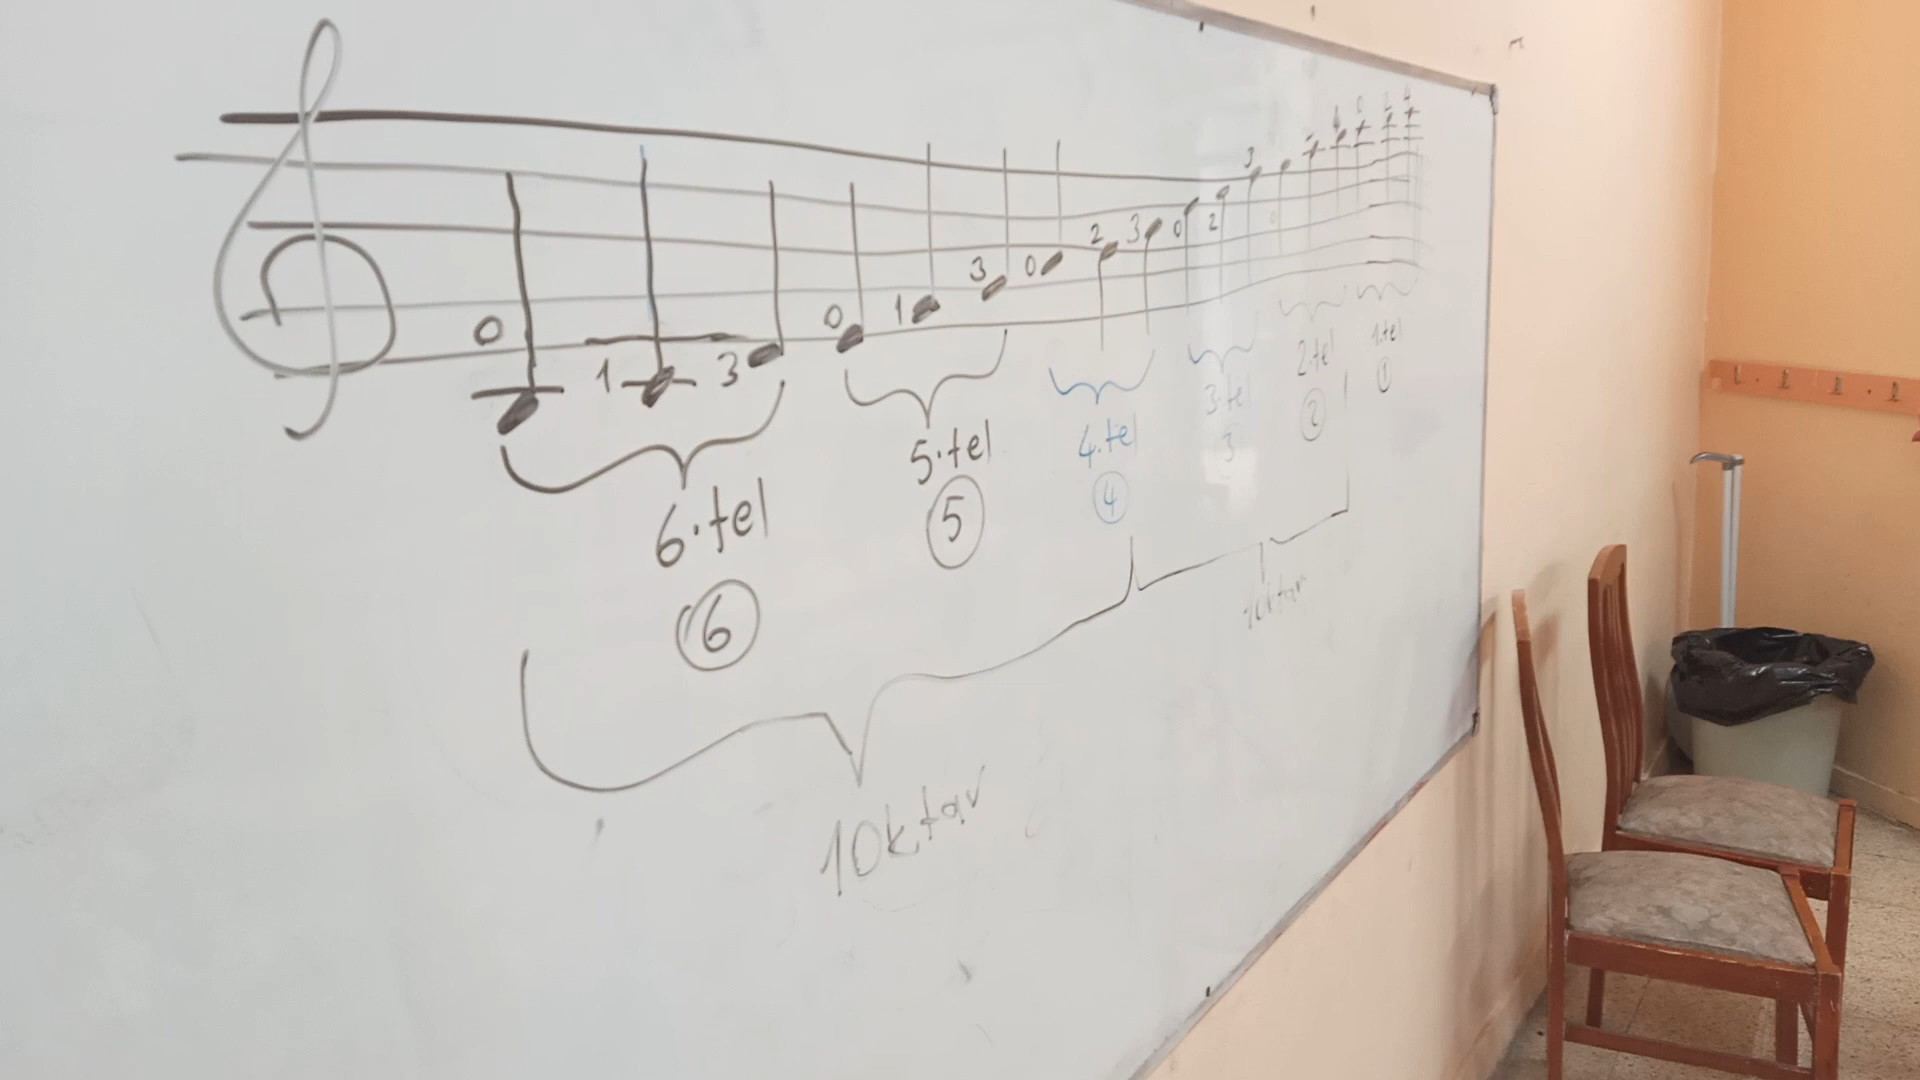 0 1 3 0 1 3 0 2 3 0 2 3
6.tel 5.tel 4.tel 3.tel 2.tel 1.tel
6 5 4 3 2 1
1Oktav
1Oktav